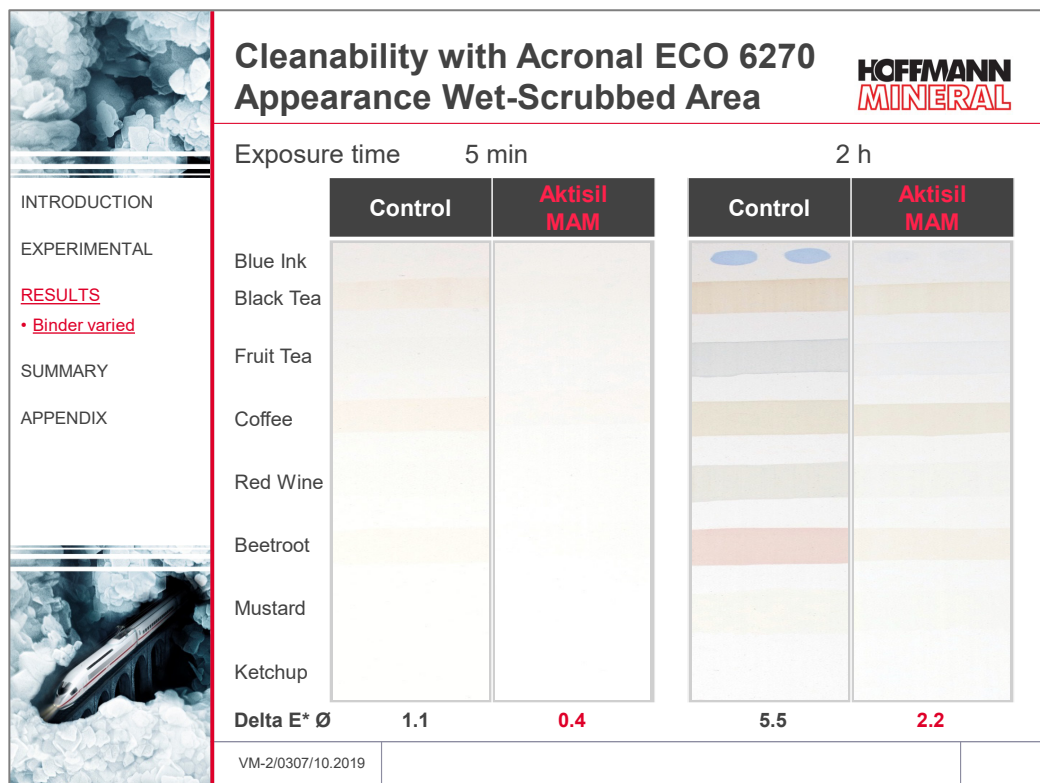 Cleanability with Acronal ECO 6270
Appearance Wet-Scrubbed Area
HOFFMANN
MINERAL
INTRODUCTION
EXPERIMENTAL
RESULTS
• Binder varied
SUMMARY
APPENDIX
Exposure time 5 min 2 h
Control Aktisil MAM Control Aktisil MAM
Blue Ink
Black Tea
Fruit Tea
Coffee
Red Wine
Beetroot
Mustard
Ketchup
Delta E* Ø 1.1 0.4 5.5 2.2
VM-2/0307/10.2019